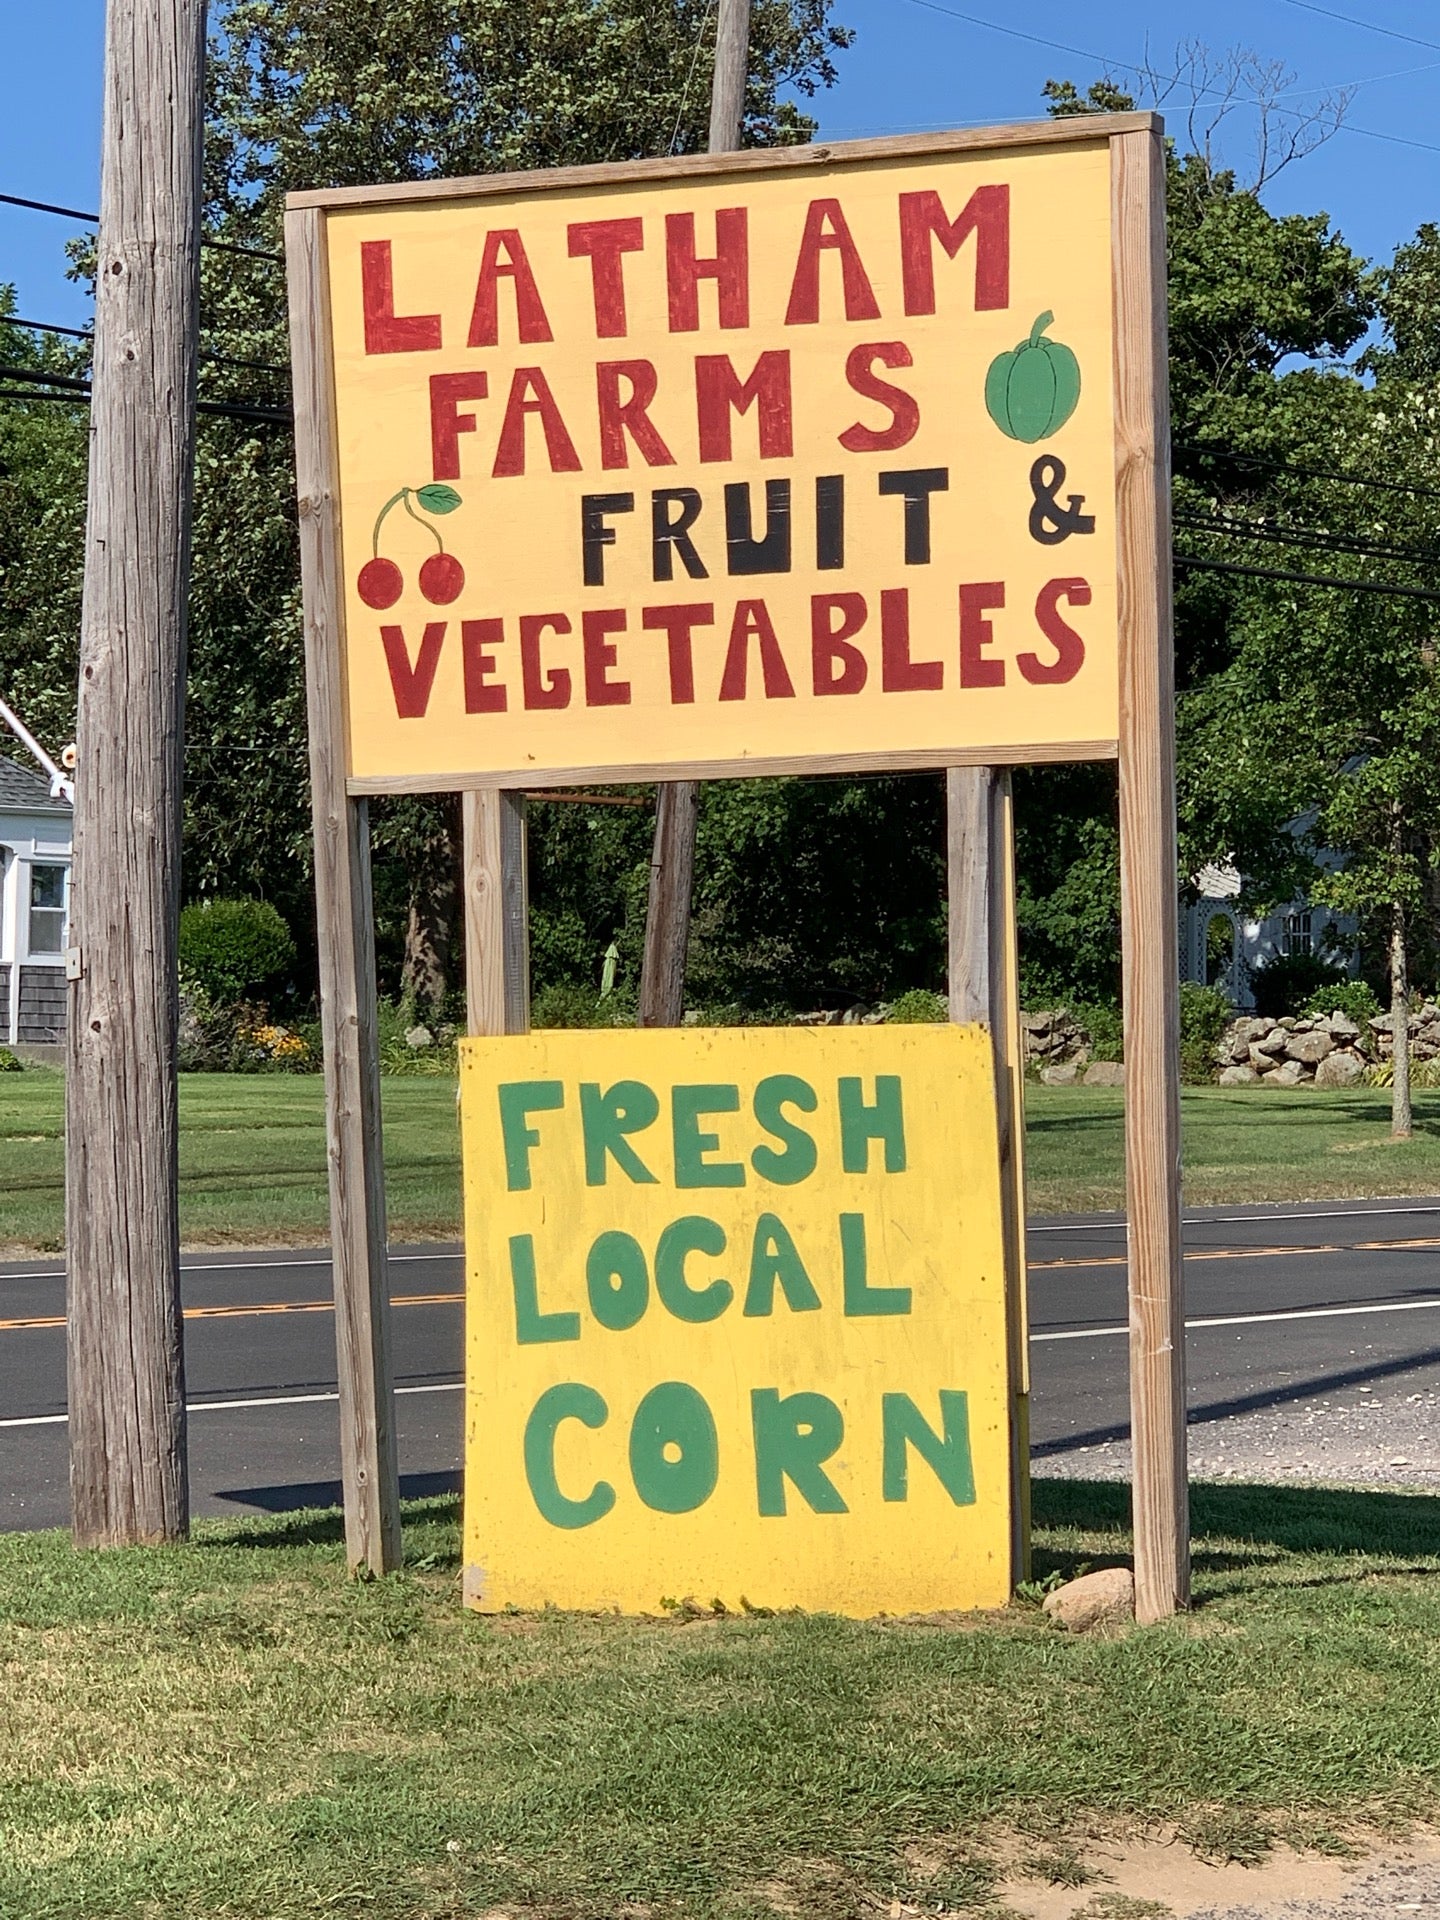 LATHAM
FARMS
FRUIT &
VEGETABLES
FRESH
LOCAL
CORN